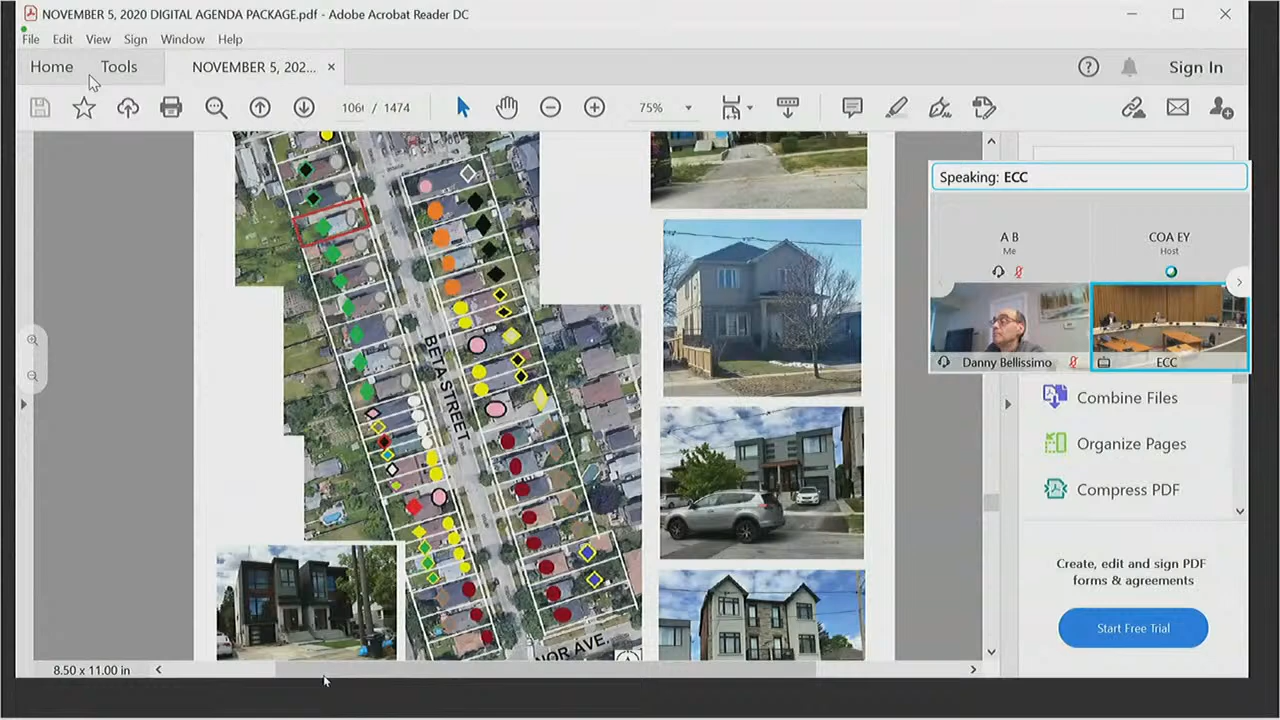 NOVEMBER 5, 2020 DIGITAL AGENDA PACKAGE.pdf - Adobe Acrobat Reader DC
File Edit View Sign Window Help
Home Tools NOVEMBER 5, 202... ×
Sign In
/ 1474
75%
Speaking: ECC
A B
Me
COA EY
Host
Danny Bellissimo
ECC
BETA STREET
NOR AVE.
Combine Files
Organize Pages
Compress PDF
Create, edit and sign PDF
forms & agreements
Start Free Trial
8.50 x 11.00 in